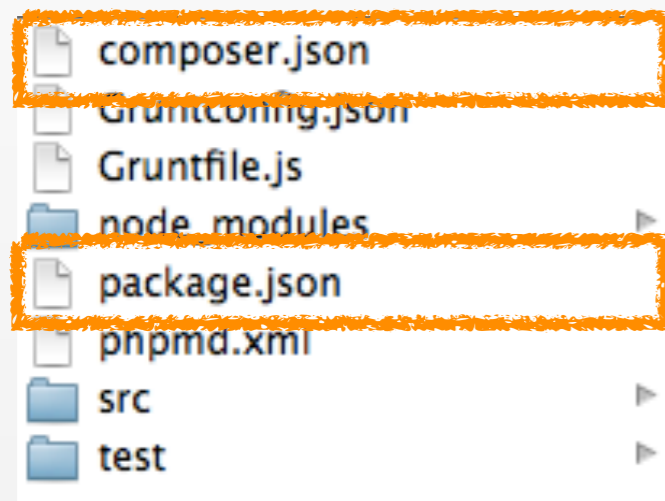 composer.json
Gruntconfig.json
Gruntfile.js
node_modules
package.json
phpmd.xml
src
test